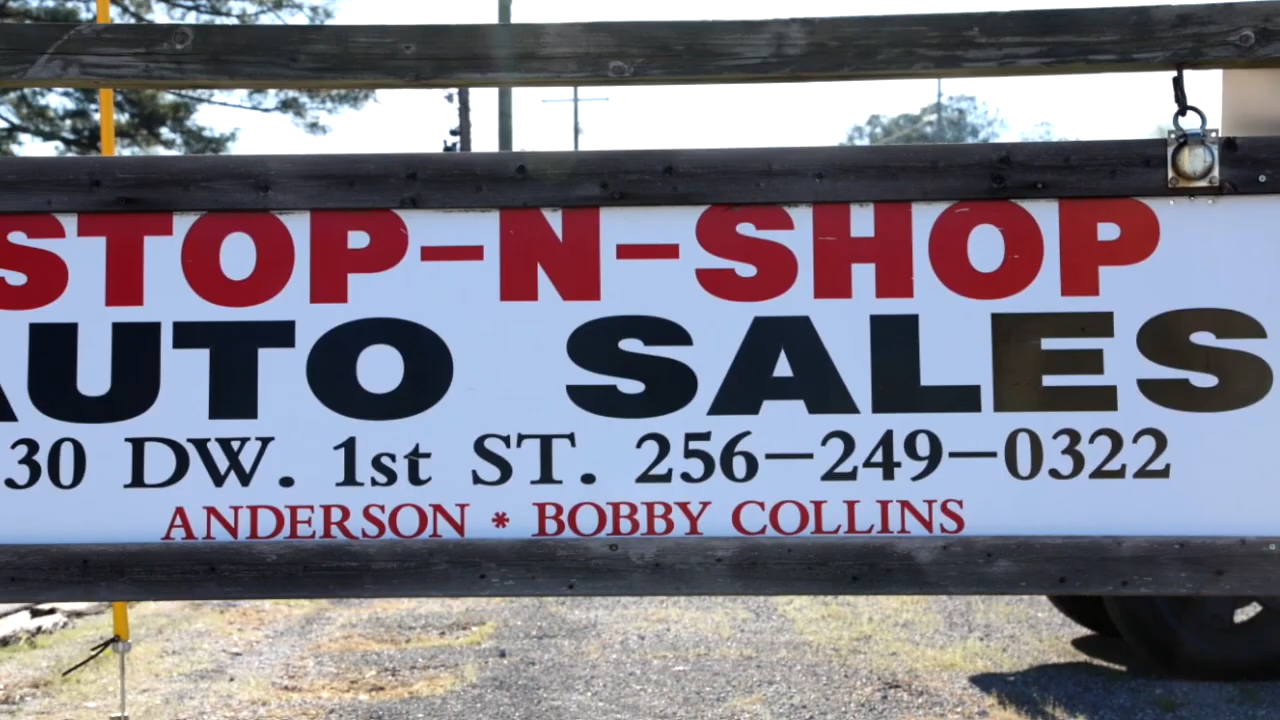 STOP-N-SHOP
AUTO SALES
30 DW. 1st ST. 256-249-0322
ANDERSON * BOBBY COLLINS